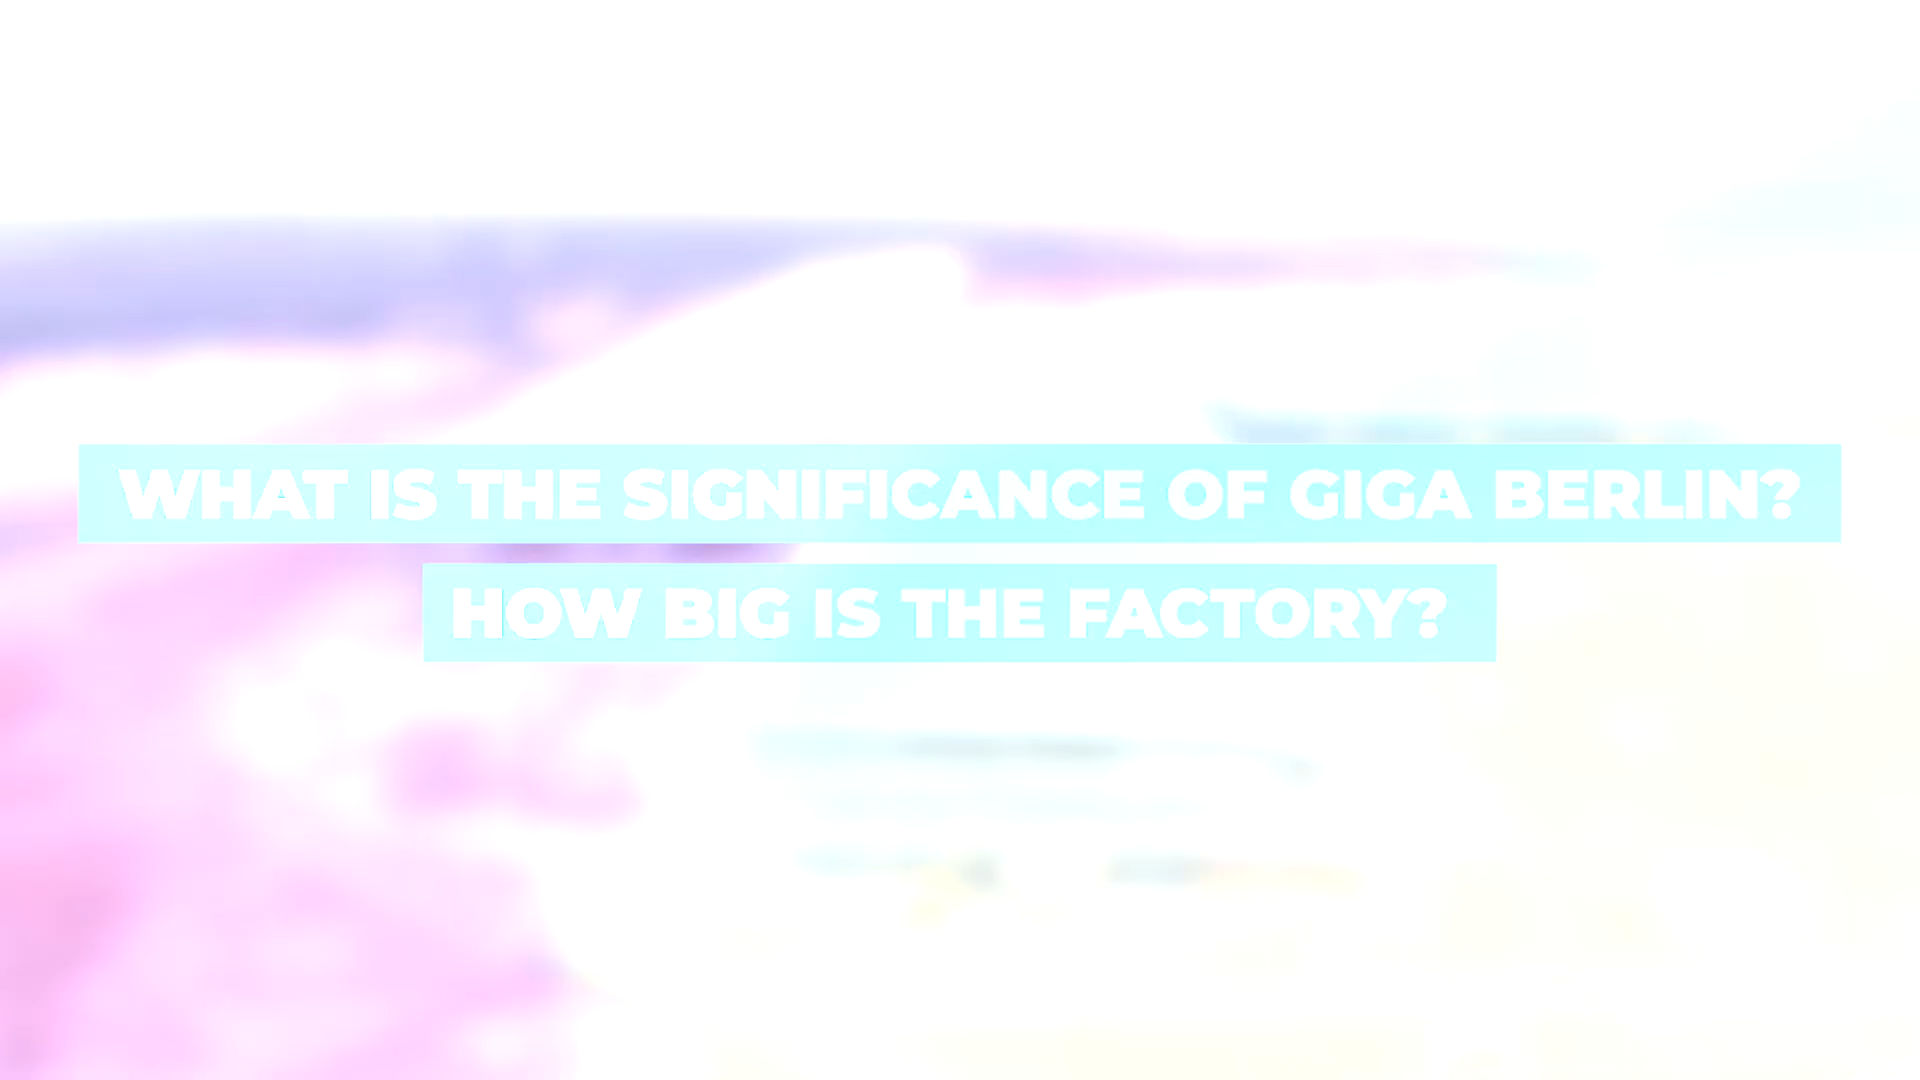 WHAT IS THE SIGNIFICANCE OF GIGA BERLIN?
HOW BIG IS THE FACTORY?